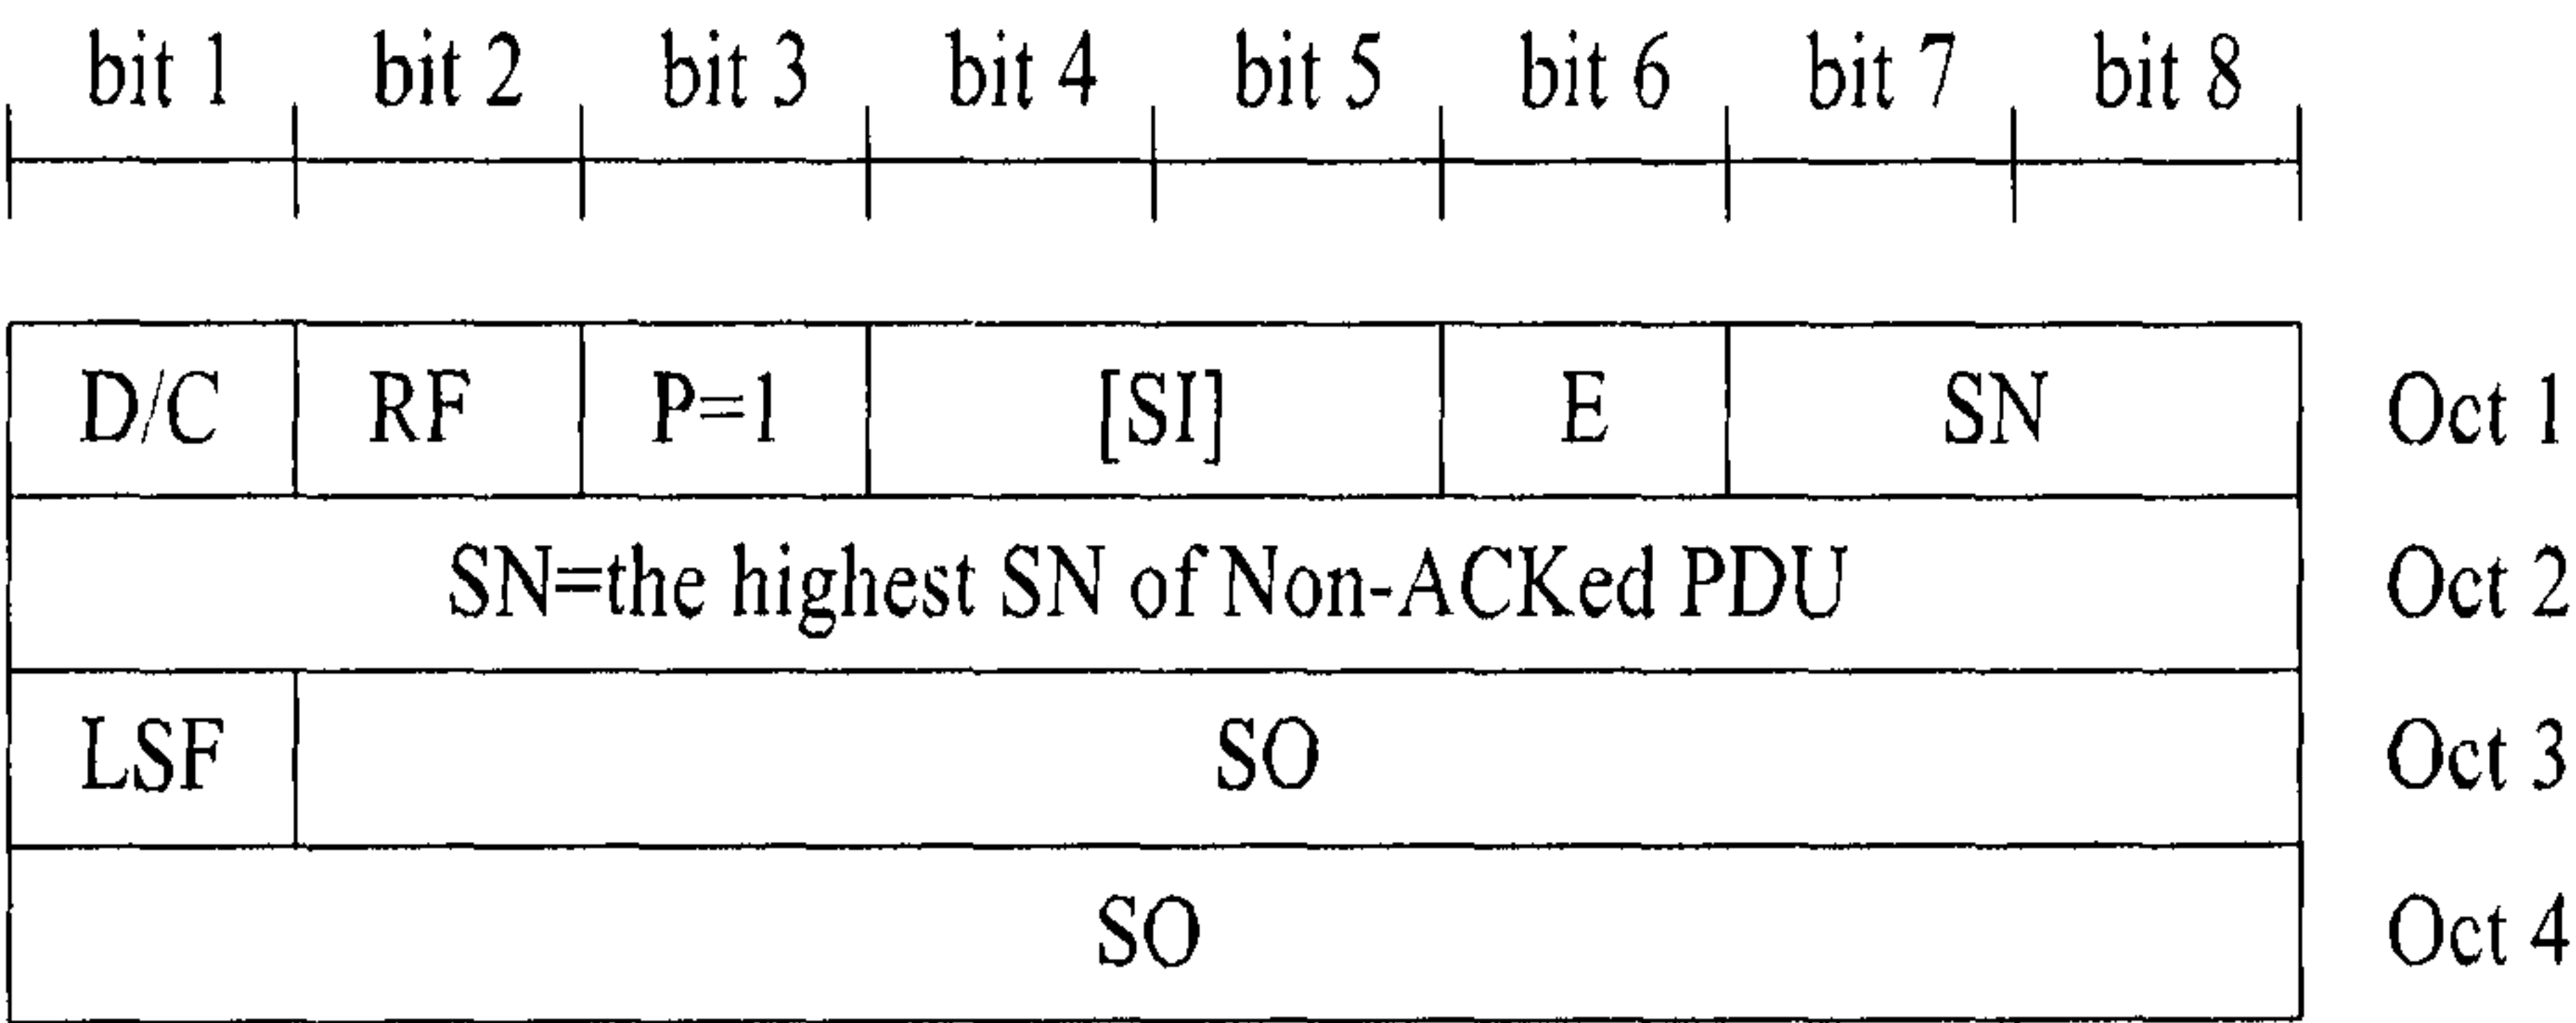 bit 1 bit 2 bit 3 bit 4 bit 5 bit 6 bit 7 bit 8
D/C RF P=1 [SI] E SN Oct 1
SN=the highest SN of Non-ACKed PDU Oct 2
LSF SO Oct 3
SO Oct 4